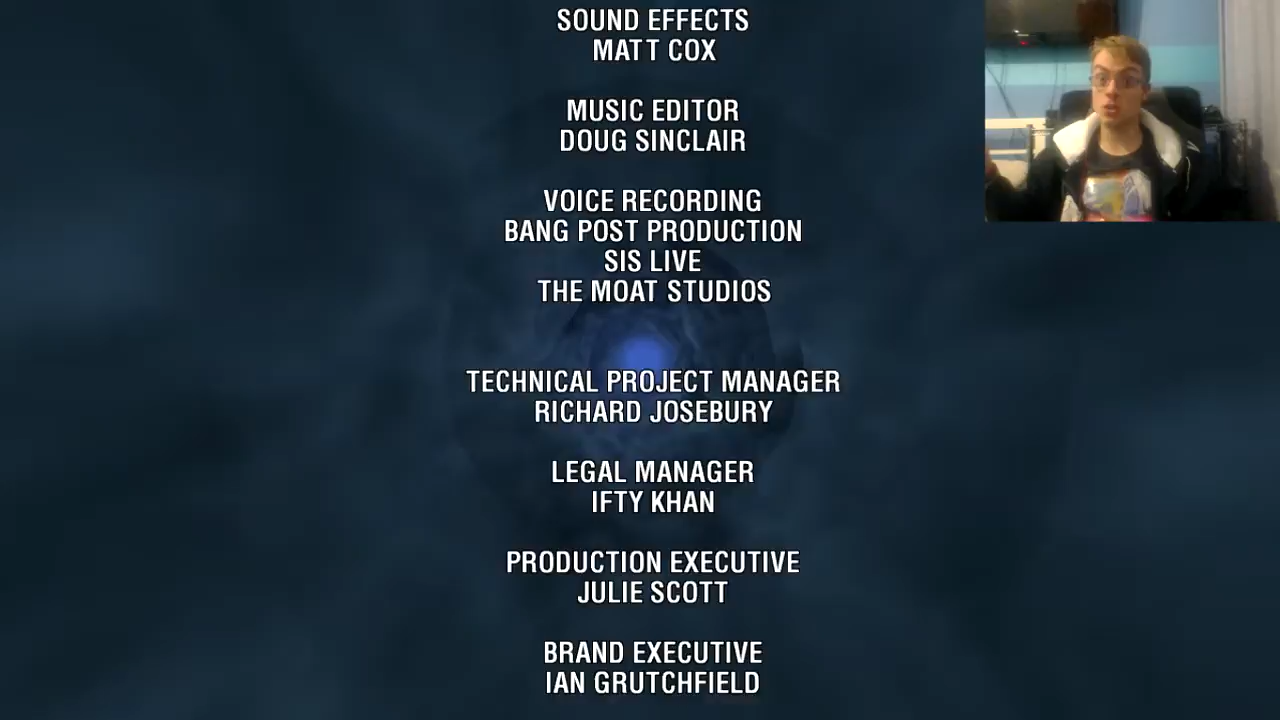 SOUND EFFECTS
MATT COX
MUSIC EDITOR
DOUG SINCLAIR
VOICE RECORDING
BANG POST PRODUCTION
SIS LIVE
THE MOAT STUDIOS
TECHNICAL PROJECT MANAGER
RICHARD JOSEBURY
LEGAL MANAGER
IFTY KHAN
PRODUCTION EXECUTIVE
JULIE SCOTT
BRAND EXECUTIVE
IAN GRUTCHFIELD